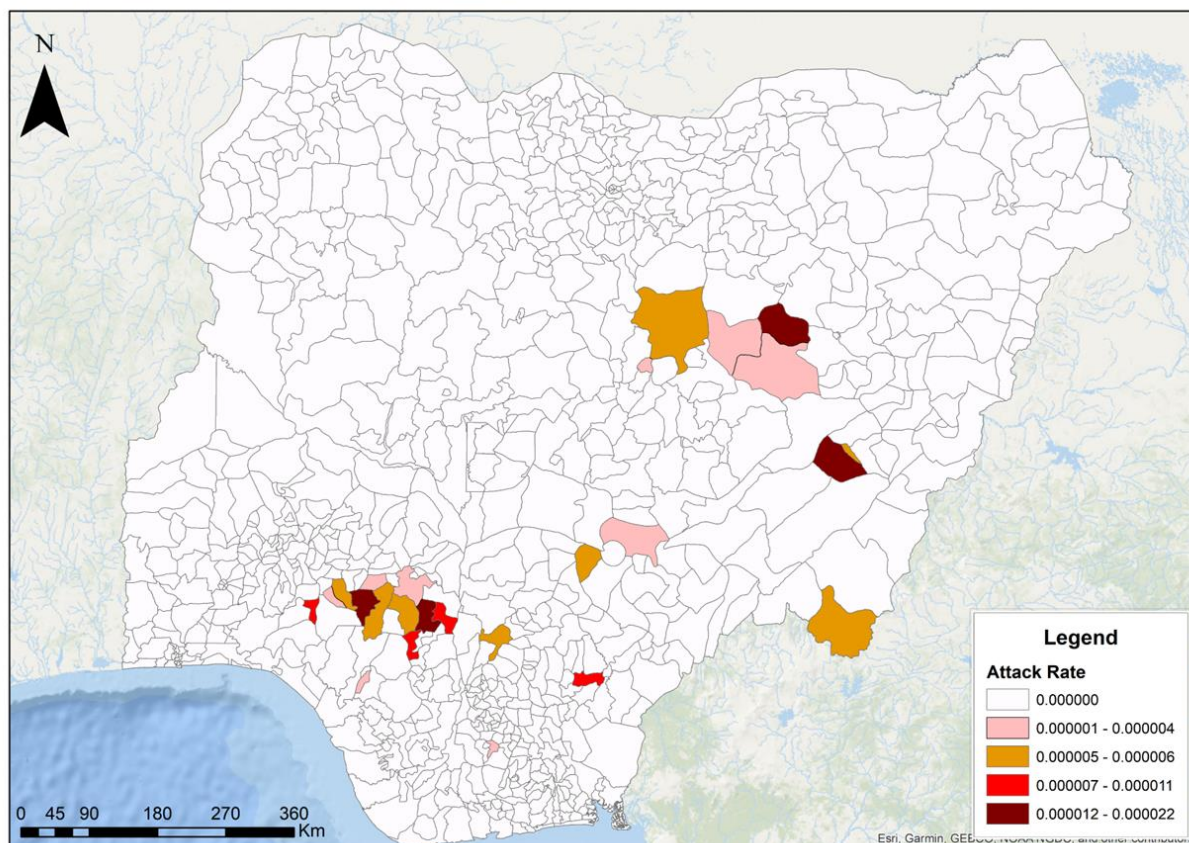 N
Legend
Attack Rate
0.000000
0.000001 - 0.000004
0.000005 - 0.000006
0.000007 - 0.000011
0.000012 - 0.000022
0 45 90 180 270 360
Km
Esri, Garmin, GEBCO, NOAA NGDC, and other contributors